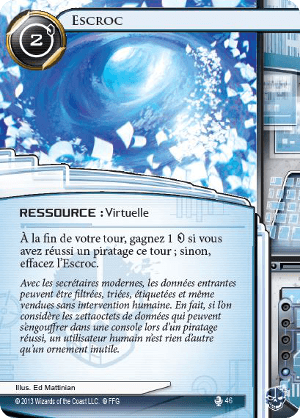 2
Escroc
RESSOURCE : Virtuelle
À la fin de votre tour, gagnez 1 si vous
avez réussi un piratage ce tour ; sinon,
effacez l'Escroc.
Avec les secrétaires modernes, les données entrantes
peuvent être filtrées, triées, étiquetées et même
vendues sans intervention humaine. En fait, si l'on
considère les zettaoctets de données qui peuvent
s'engouffrer dans une console lors d'un piratage
réussi, un utilisateur humain n'est rien d'autre
qu'un ornement inutile.
Illus. Ed Mattinian
© 2013 Wizards of the Coast LLC. © FFG
46